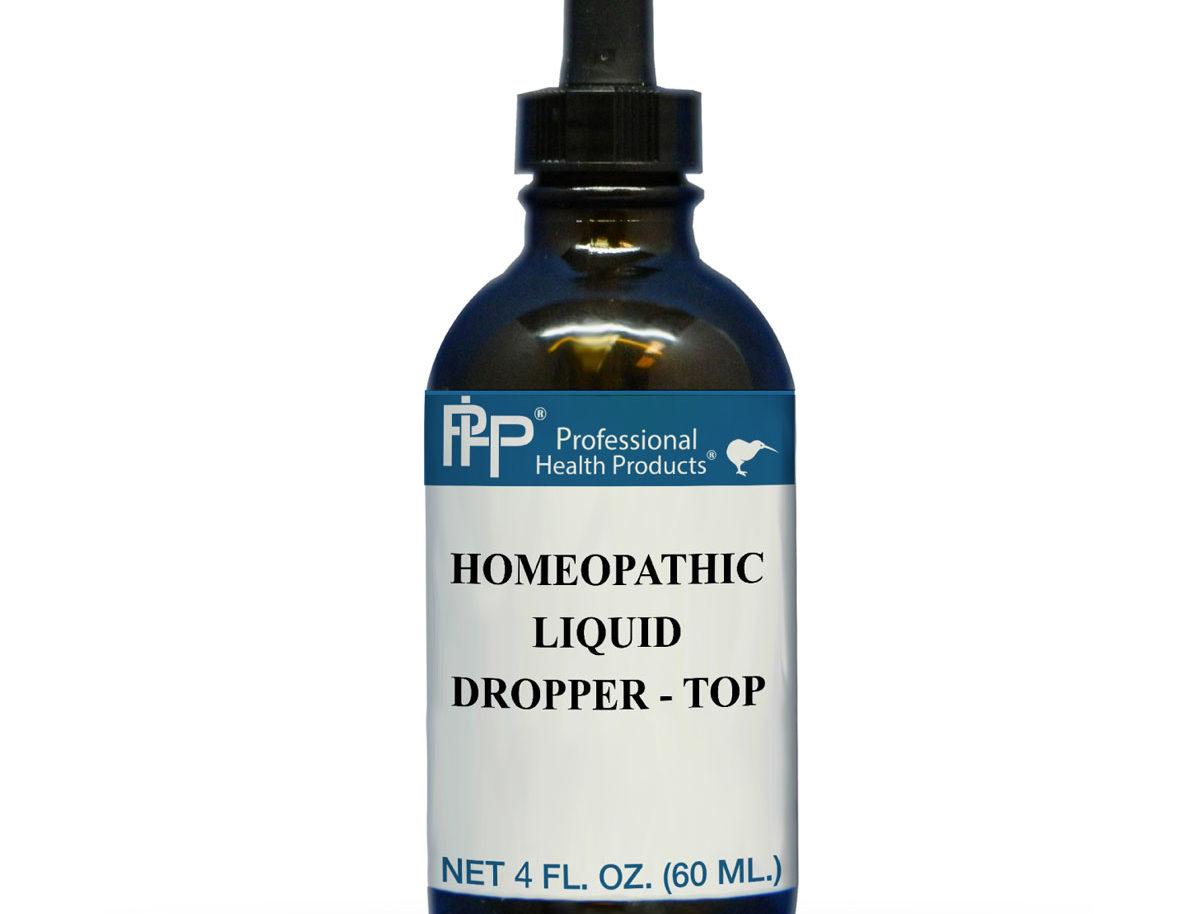 PHP®
Professional
Health Products®
HOMEOPATHIC
LIQUID
DROPPER - TOP
NET 4 FL. OZ. (60 ML.)